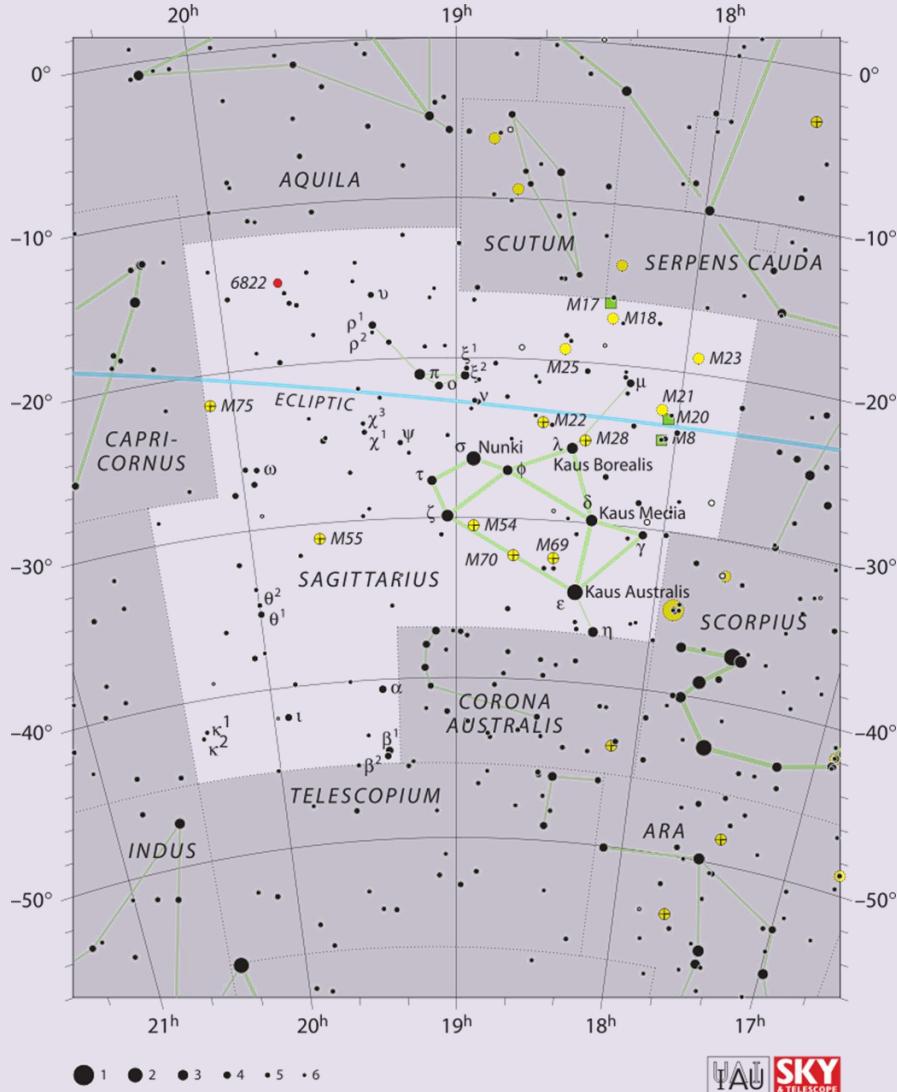 20h
19h
18h
0°
0°
AQUILA
SCUTUM
SERPENS CAUDA
–10°
–10°
6822
υ
M17
M18
ρ1
ρ2
ξ1
ξ2
M25
M23
π
ο
μ
–20°
–20°
M75
ECLIPTIC
ν
M21
M20
M22
M28
M8
χ3
χ1
ψ
CAPRI-
CORNUS
σ
Nunki
λ
Kaus Borealis
ω
τ
ϕ
δ
Kaus Media
ζ
M54
γ
M55
M70
M69
–30°
–30°
SAGITTARIUS
ε
Kaus Australis
θ2
θ1
η
SCORPIUS
α
CORONA
AUSTRALIS
ι
κ1
κ2
β1
β2
–40°
–40°
TELESCOPIUM
INDUS
ARA
–50°
–50°
21h
20h
19h
18h
17h
1
2
3
4
5
6
IAU
SKY
& TELESCOPE